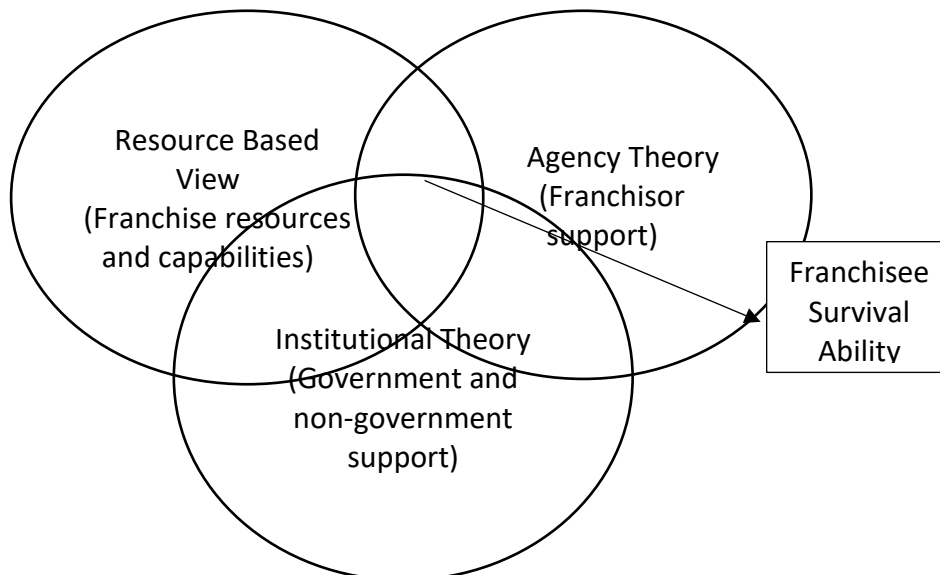 Resource Based
View
(Franchise resources
and capabilities)
Agency Theory
(Franchisor
support)
Institutional Theory
(Government and
non-government
support)
Franchisee
Survival
Ability